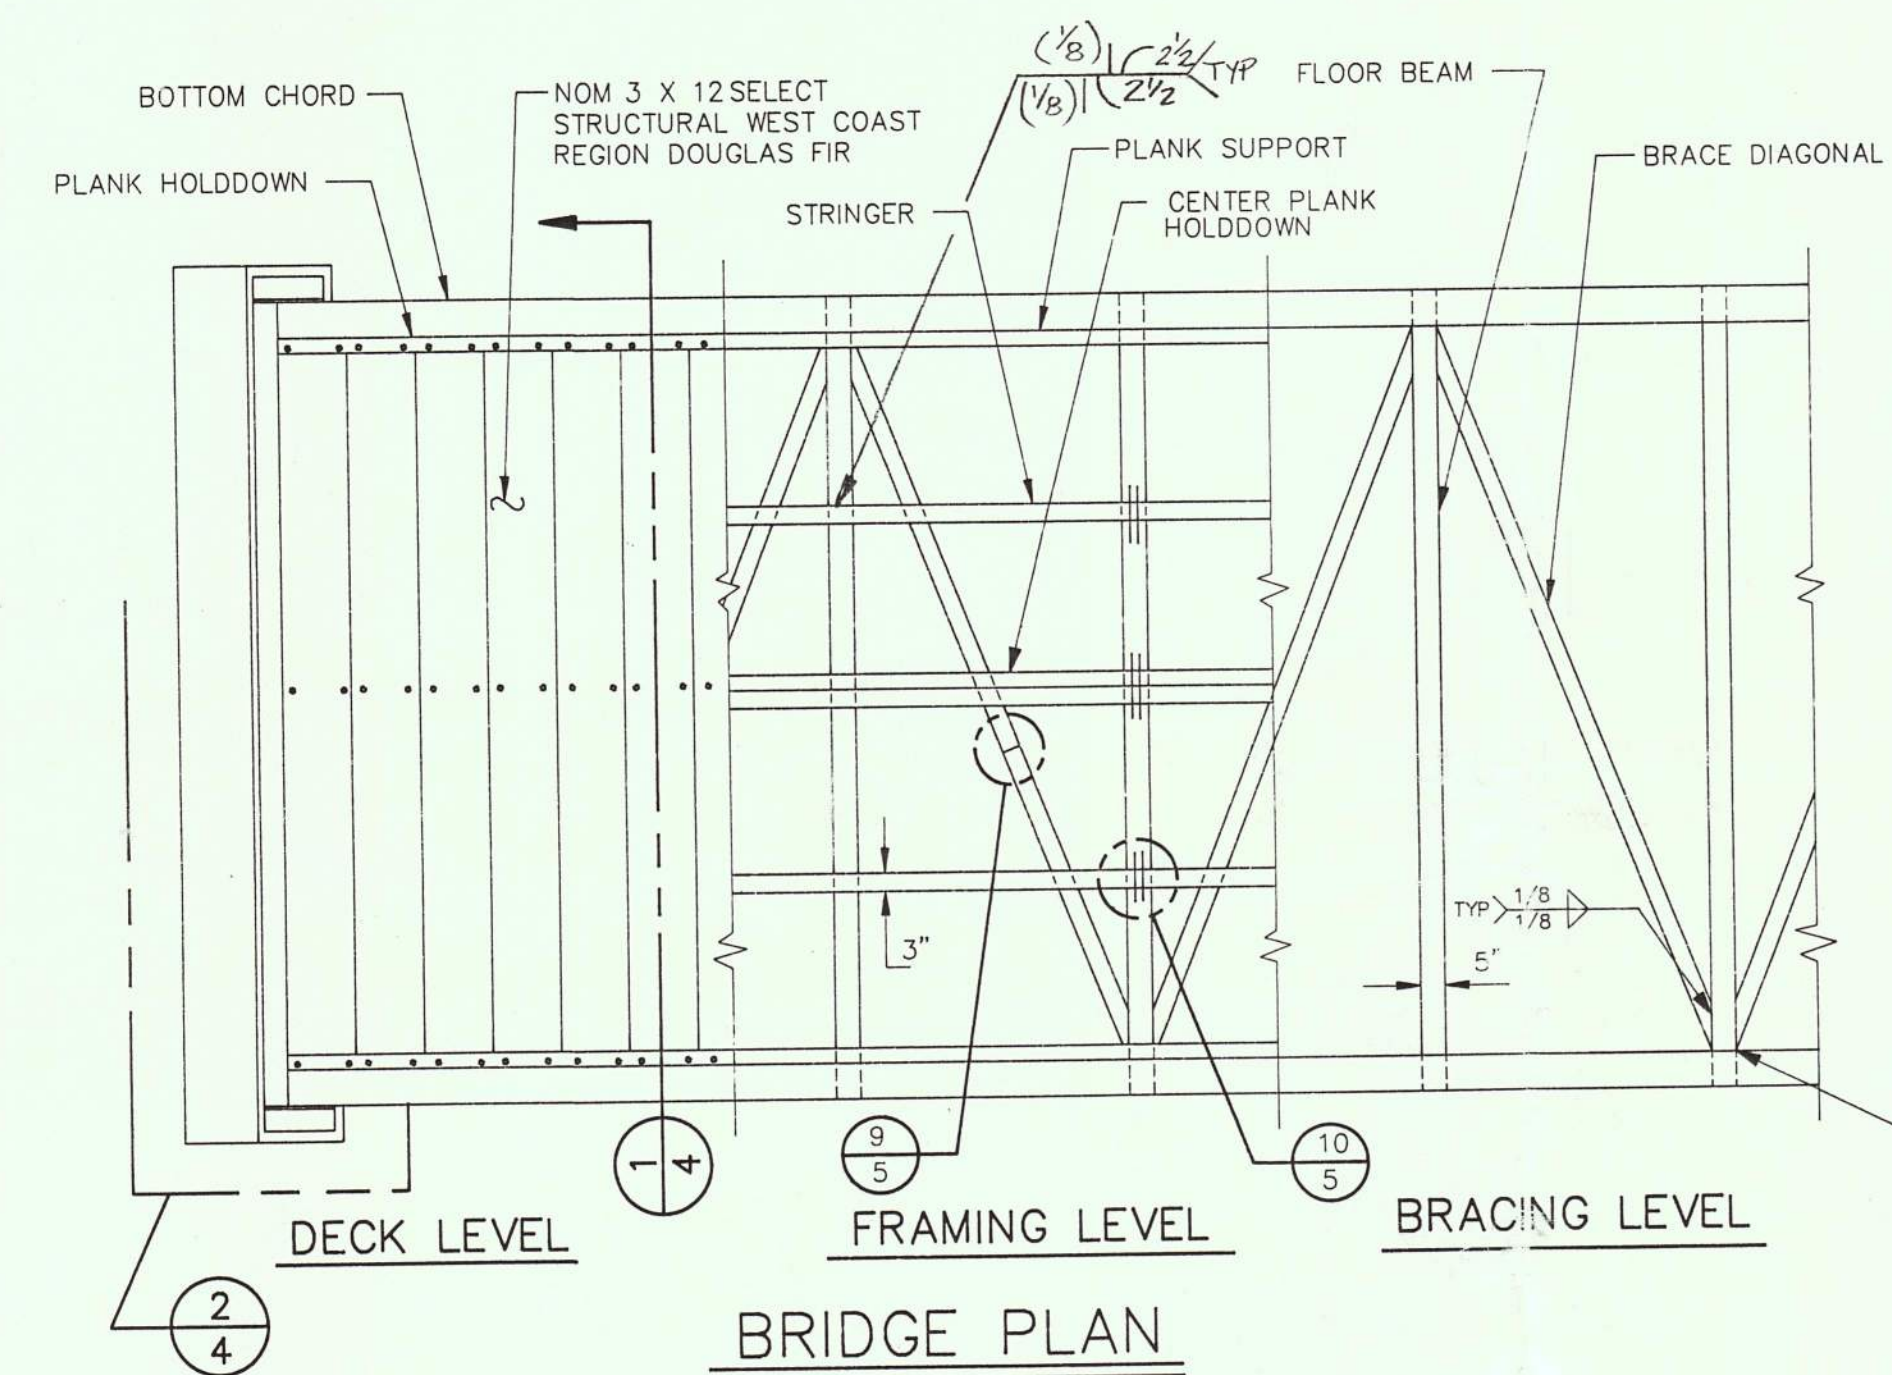 (1/8) 2 1/2 TYP
(1/8) 2 1/2
FLOOR BEAM
BOTTOM CHORD
NOM 3 X 12 SELECT
STRUCTURAL WEST COAST
REGION DOUGLAS FIR
PLANK SUPPORT
BRACE DIAGONAL
PLANK HOLDDOWN
STRINGER
CENTER PLANK
HOLDDOWN
TYP 1/8
1/8
3"
5"
1
4
9
5
10
5
DECK LEVEL
FRAMING LEVEL
BRACING LEVEL
2
4
BRIDGE PLAN